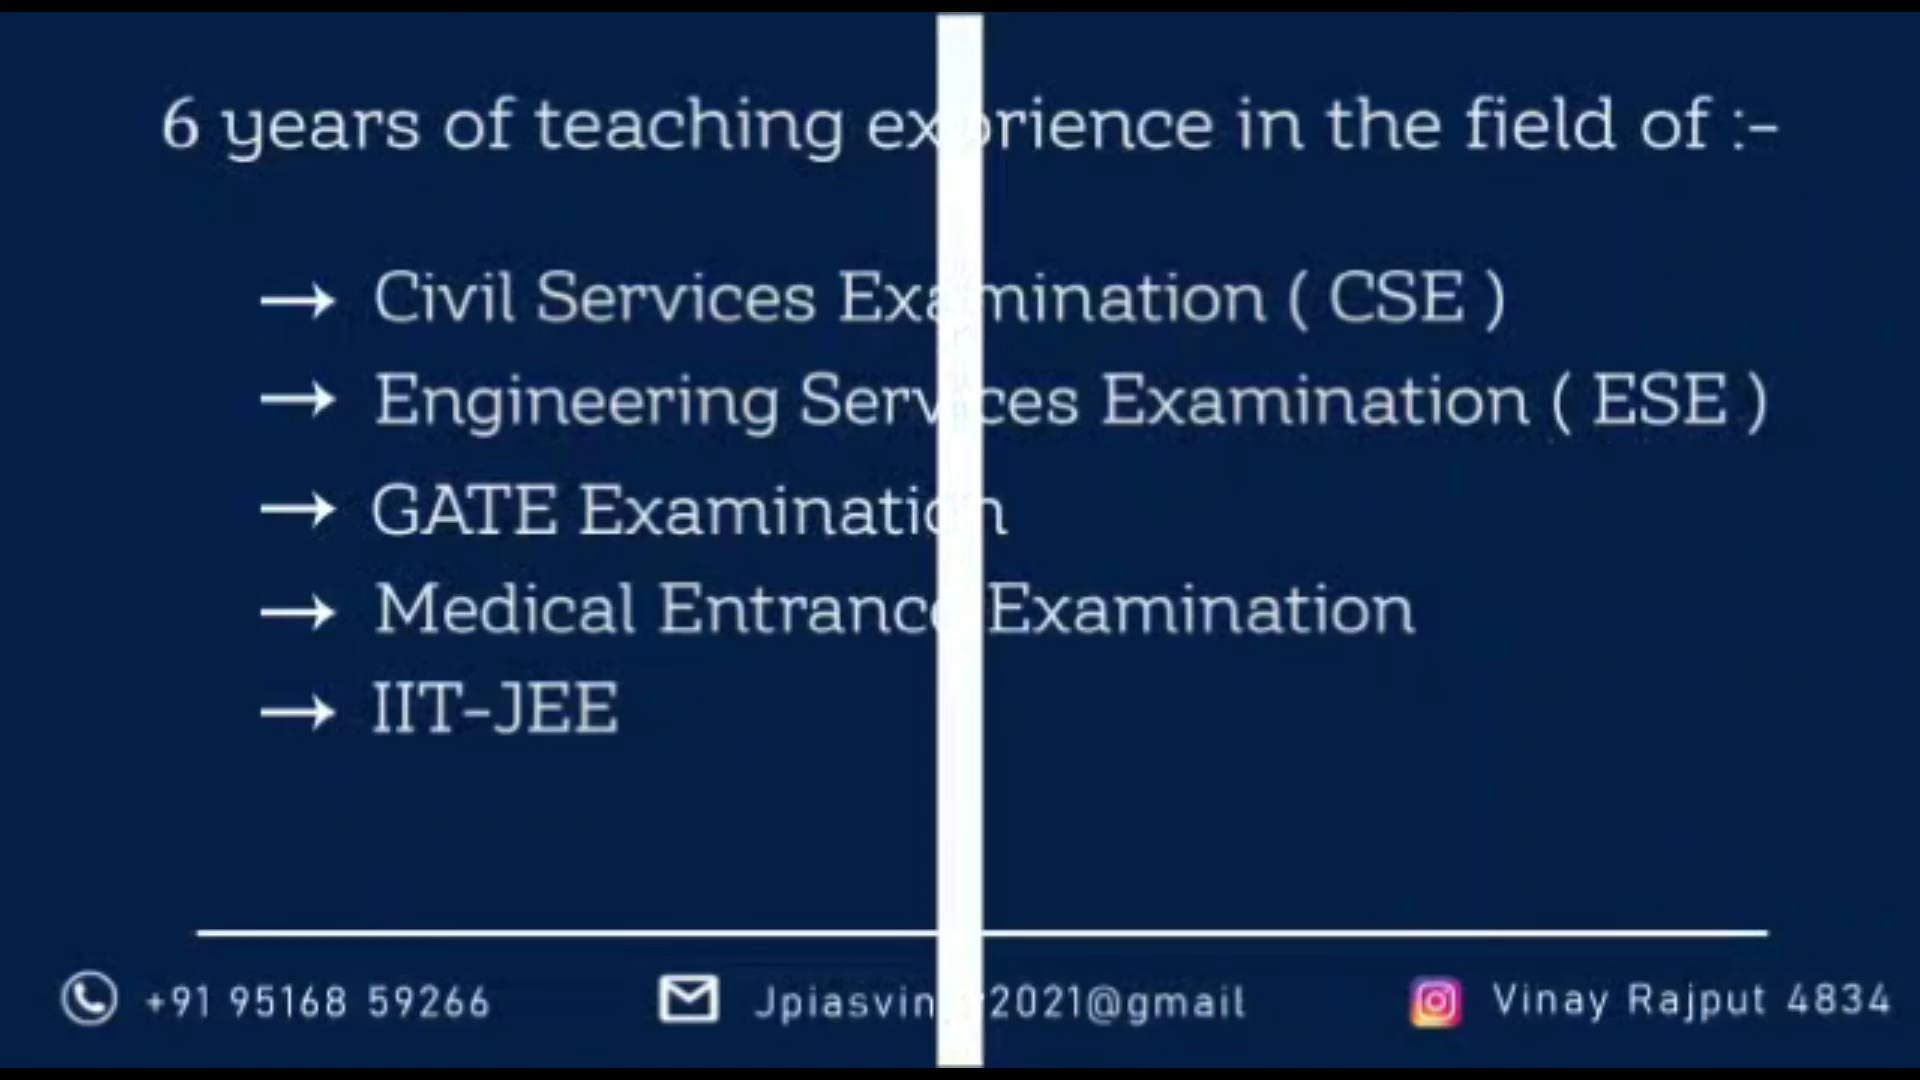 6 years of teaching exprience in the field of :-
→ Civil Services Examination ( CSE )
→ Engineering Services Examination ( ESE )
→ GATE Examination
→ Medical Entrance Examination
→ IIT-JEE
+91 95168 59266
Vinay Rajput 4834